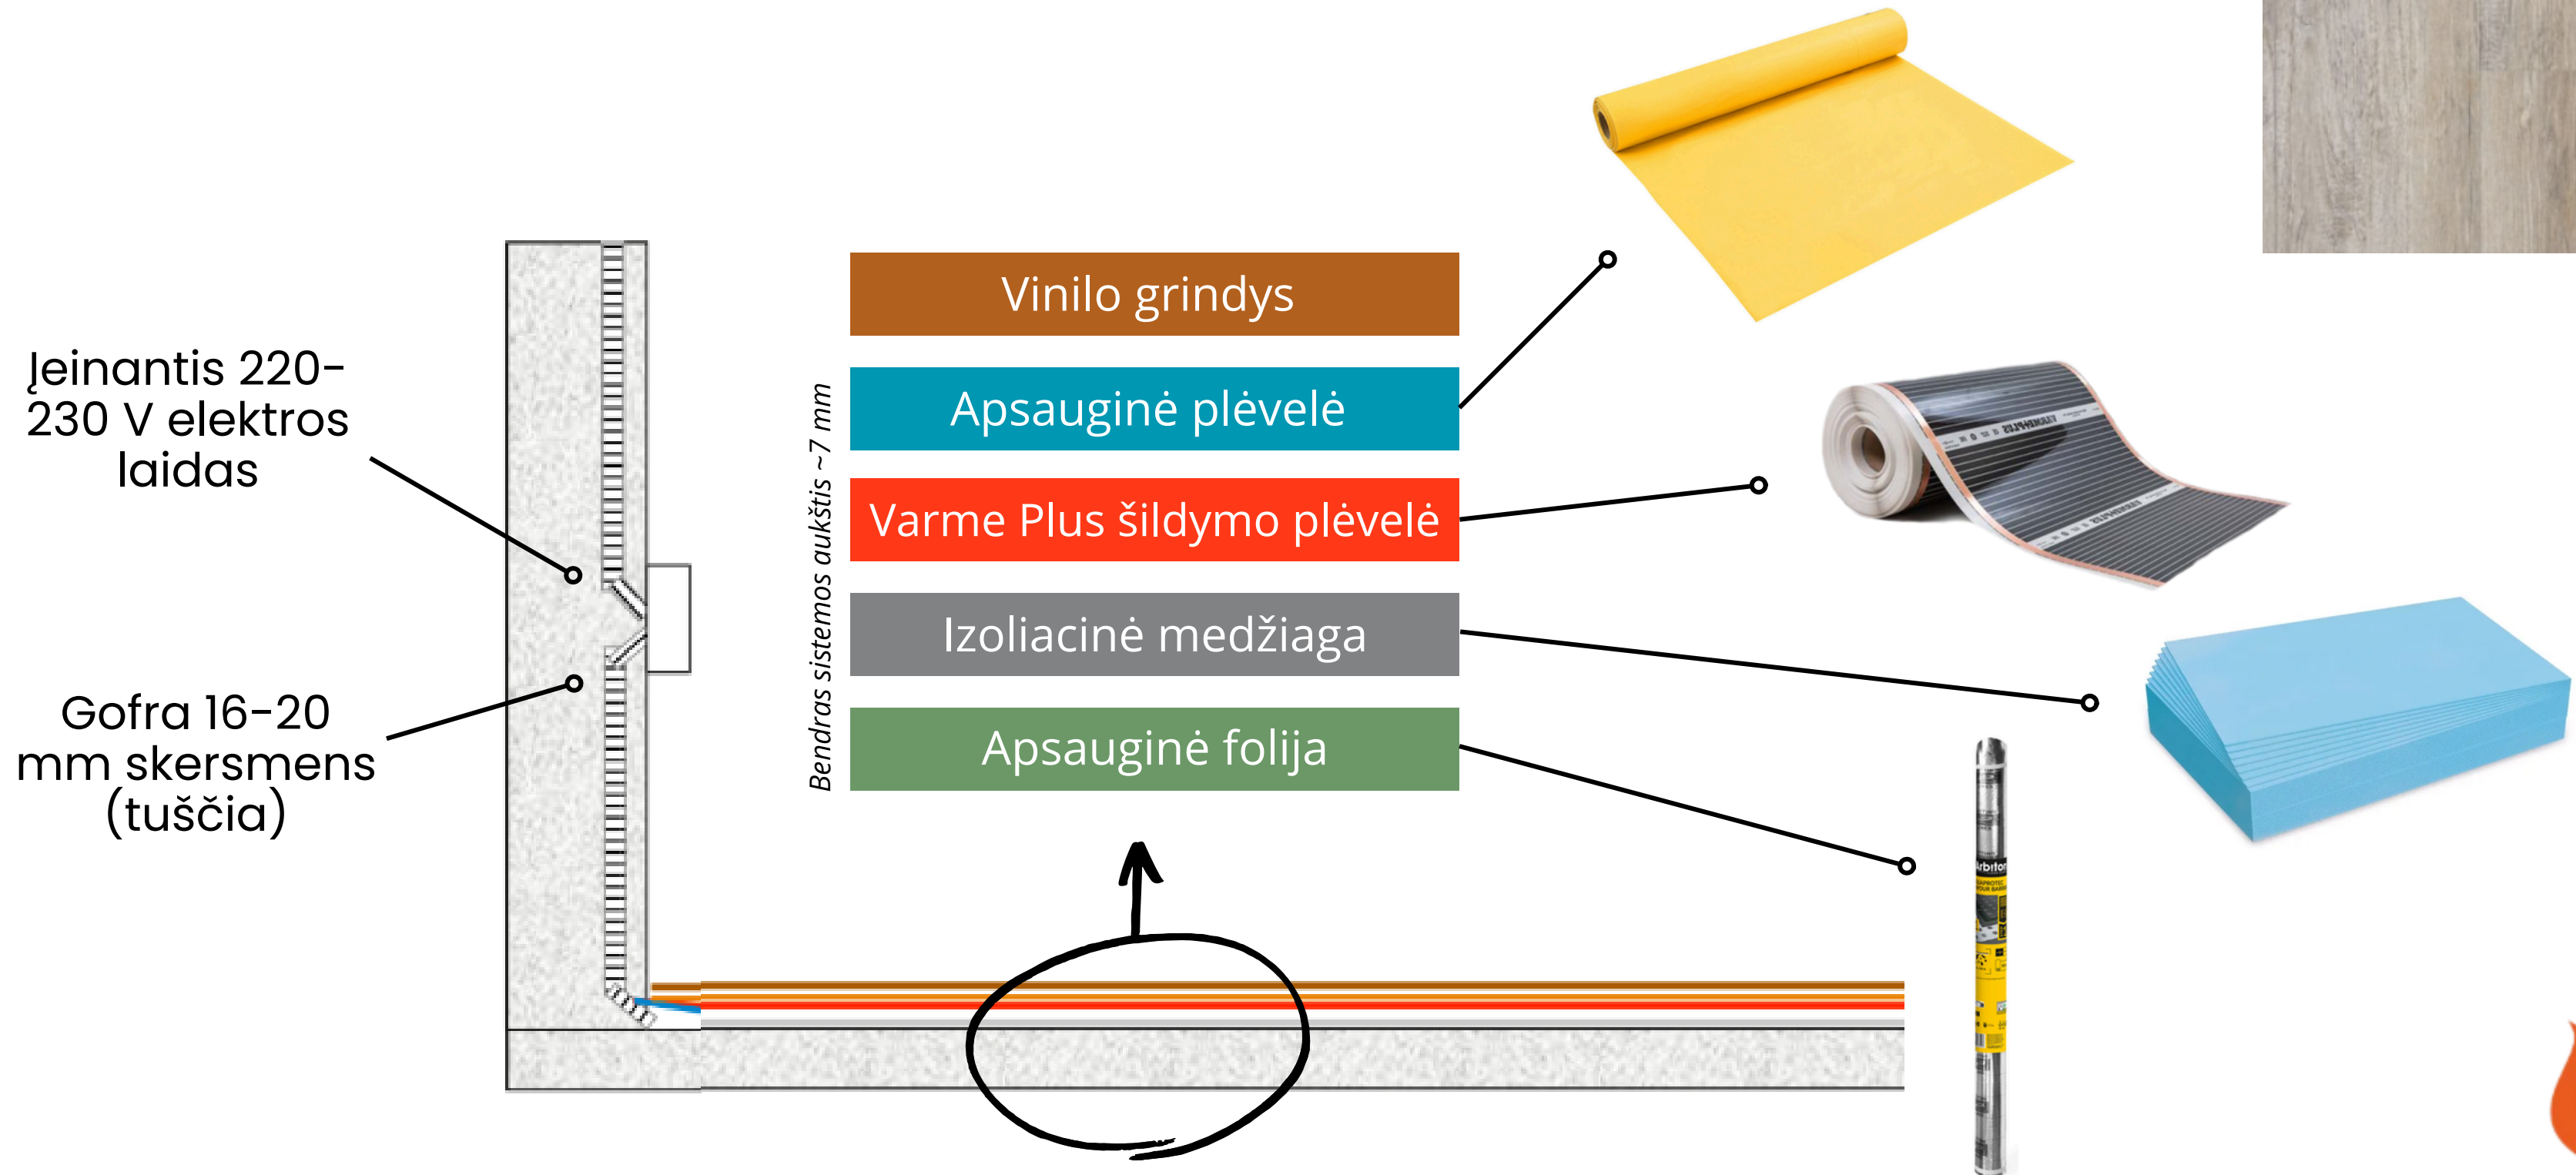 Įeinantis 220-
230 V elektros
laidas
Gofra 16-20
mm skersmens
(tuščia)
Bendras sistemos aukštis ~7 mm
Vinilo grindys
Apsauginė plėvelė
Varme Plus šildymo plėvelė
Izoliacinė medžiaga
Apsauginė folija
Arbiton